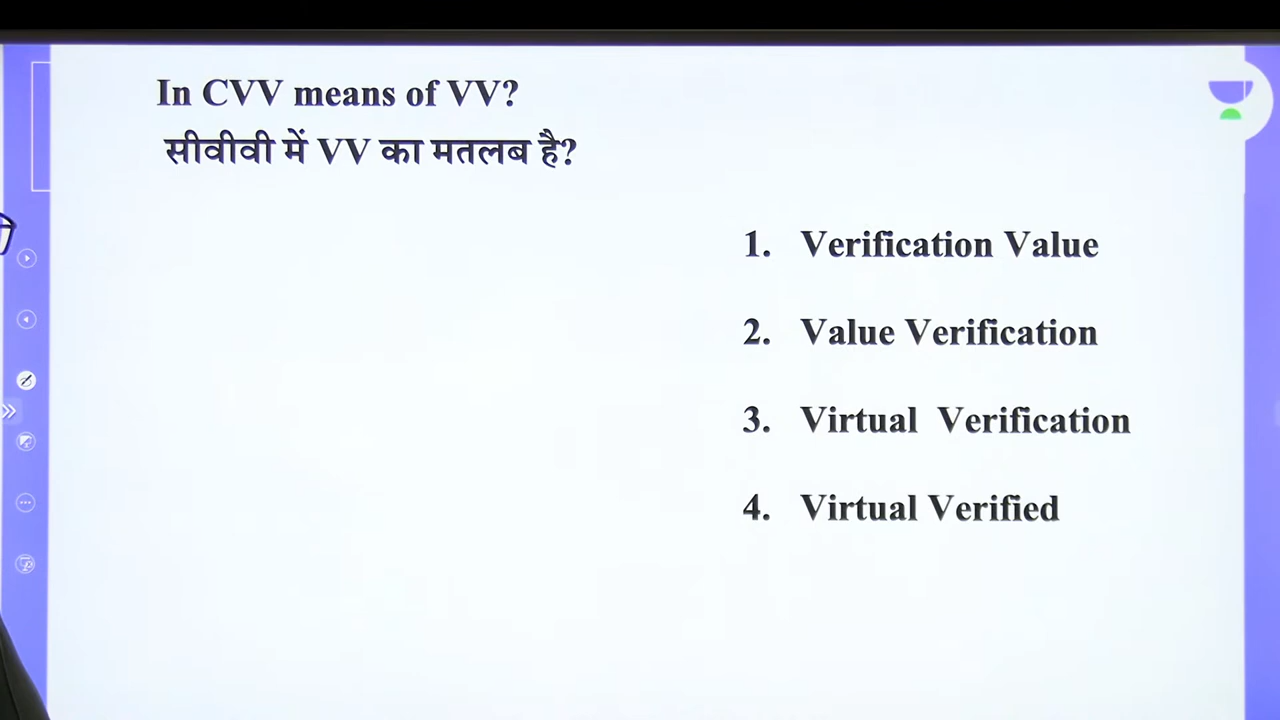 In CVV means of VV?
सीवीवी में VV का मतलब है?
1. Verification Value
2. Value Verification
3. Virtual Verification
4. Virtual Verified